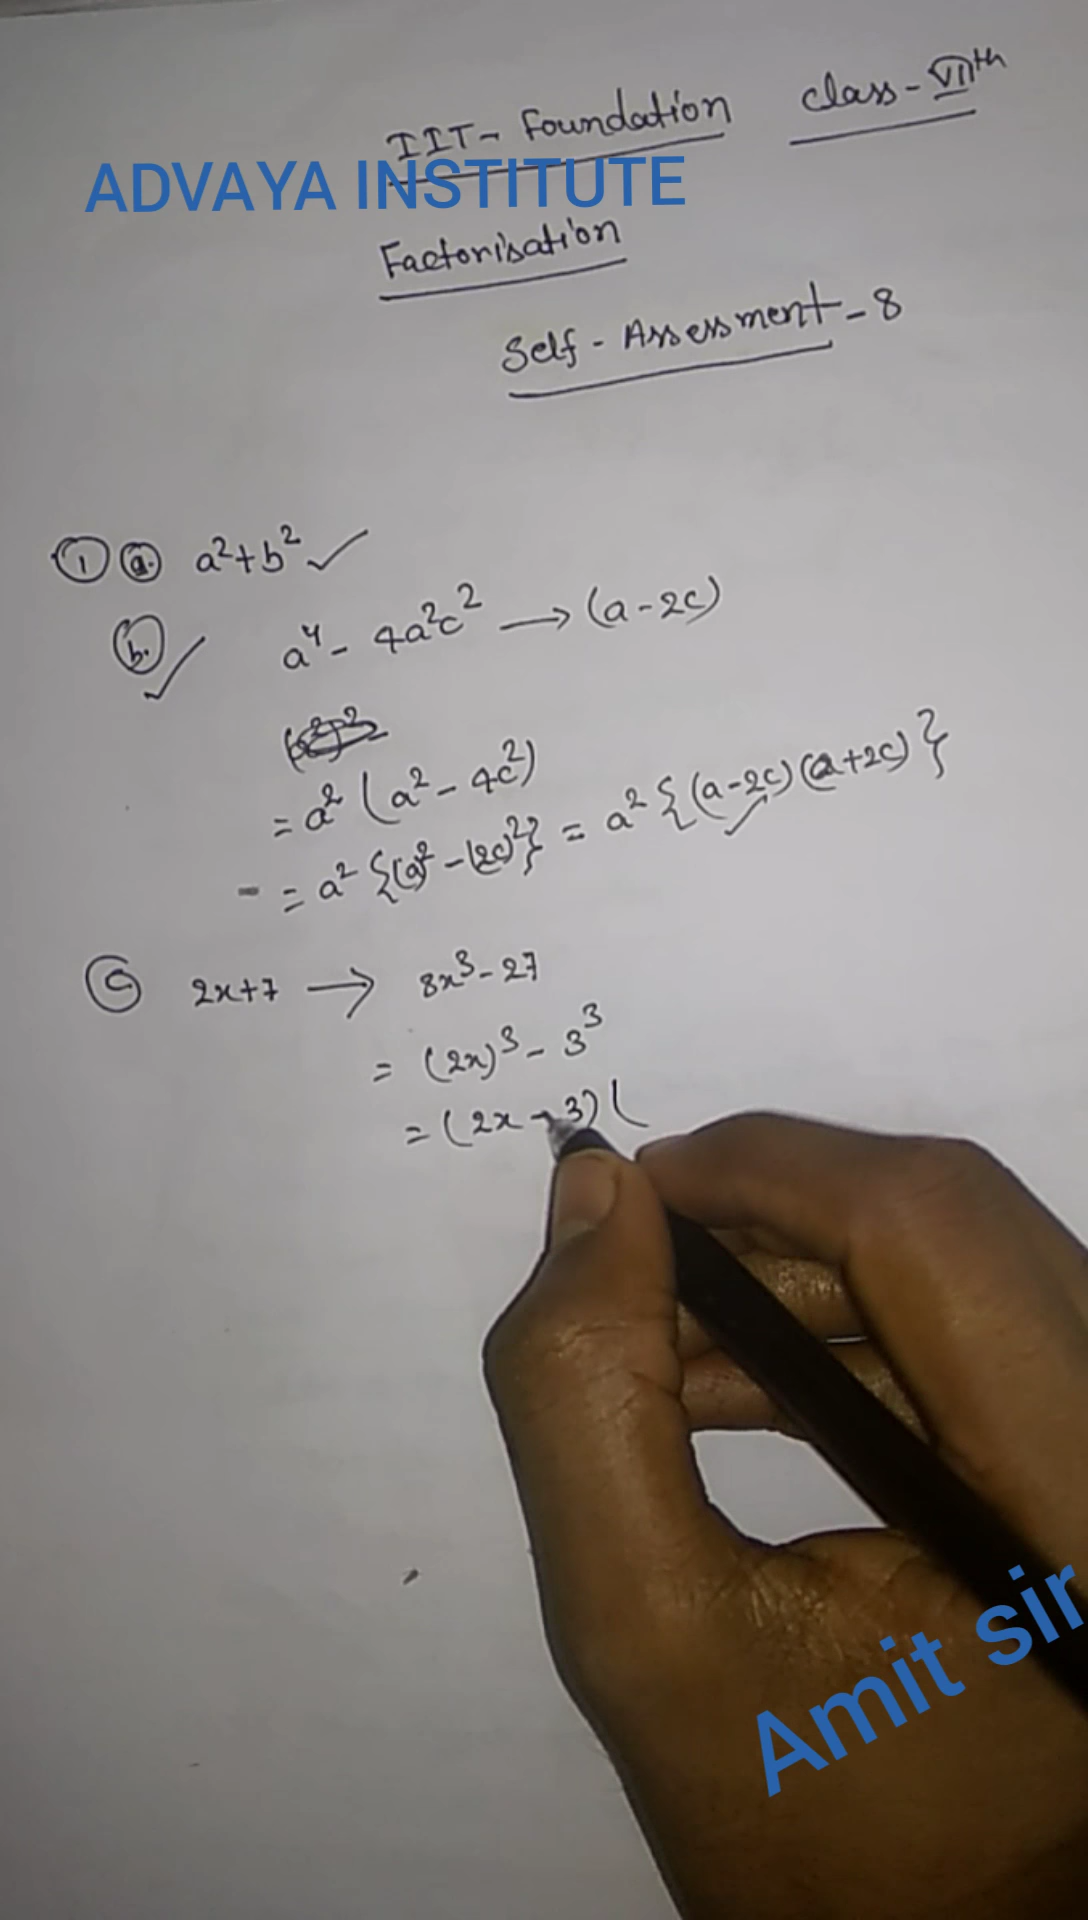 IIT- Foundation class-VIIth
ADVAYA INSTITUTE
Factorisation
Self - Assessment - 8
① ⓐ. a²+b² ✓
ⓑ. ✓ a⁴ - 4a²c² → (a-2c)
= a² (a² - 4c²)
= a² {(a)² - (2c)²} = a² {(a-2c)(a+2c)}
ⓒ 2x+7 → 8x³-27
= (2x)³ - 3³
= (2x - 3) (
Amit sir